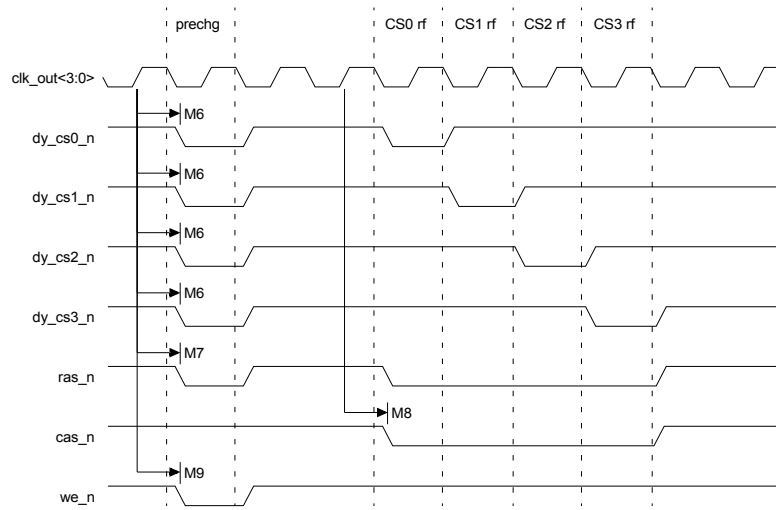 prechg CS0 rf CS1 rf CS2 rf CS3 rf
clk_out<3:0>
M6
dy_cs0_n
M6
dy_cs1_n
M6
dy_cs2_n
M6
dy_cs3_n
M7
ras_n
M8
cas_n
M9
we_n